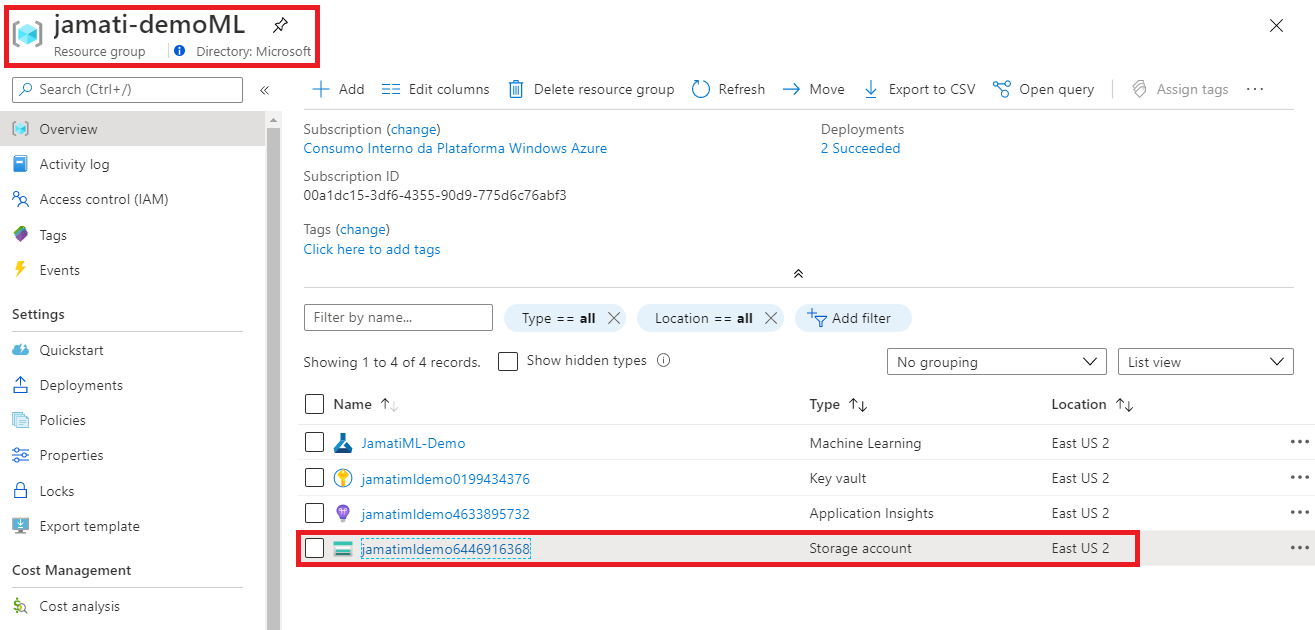 jamati-demoML
Resource group Directory: Microsoft
Search (Ctrl+/)
«
Add Edit columns Delete resource group Refresh Move Export to CSV Open query Assign tags ...
Overview
Activity log
Access control (IAM)
Tags
Events
Settings
Quickstart
Deployments
Policies
Properties
Locks
Export template
Cost Management
Cost analysis
Subscription (change)
Consumo Interno da Plataforma Windows Azure
Subscription ID
00a1dc15-3df6-4355-90d9-775d6c76abf3
Tags (change)
Click here to add tags
Deployments
2 Succeeded
Filter by name... Type == all Location == all Add filter
Showing 1 to 4 of 4 records. Show hidden types No grouping List view
Name Type Location
JamatiML-Demo Machine Learning East US 2
jamatimldemo0199434376 Key vault East US 2
jamatimldemo4633895732 Application Insights East US 2
jamatimldemo6446916368 Storage account East US 2